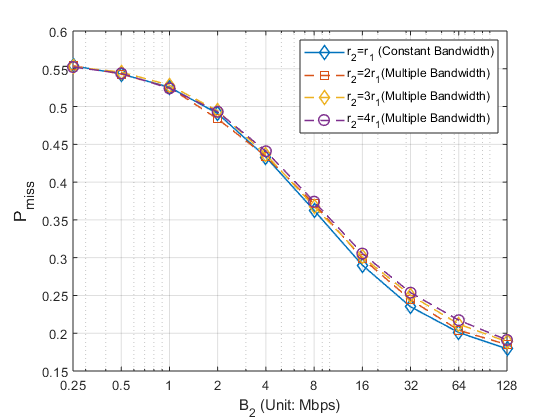 0.6
0.55
0.5
0.45
0.4
0.35
0.3
0.25
0.2
0.15
P_miss
r₂=r₁ (Constant Bandwidth)
r₂=2r₁(Multiple Bandwidth)
r₂=3r₁(Multiple Bandwidth)
r₂=4r₁(Multiple Bandwidth)
0.25 0.5 1 2 4 8 16 32 64 128
B₂ (Unit: Mbps)